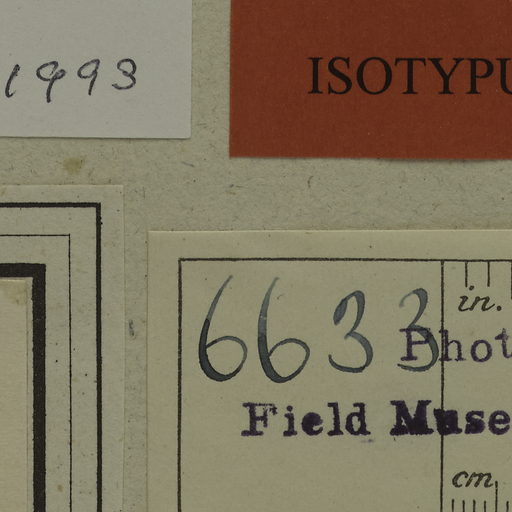 1993
ISOTYPU
6633
in.
Phot
Field Muse
cm.